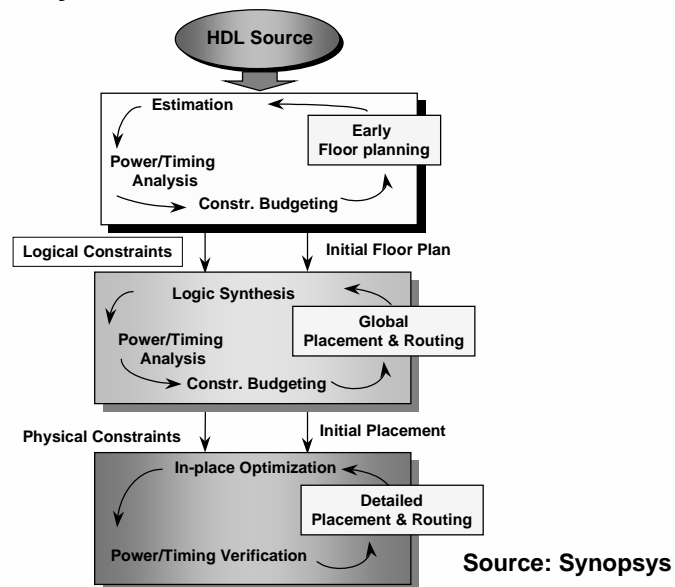 HDL Source
Estimation
Early
Floor planning
Power/Timing
Analysis
Constr. Budgeting
Logical Constraints
Initial Floor Plan
Logic Synthesis
Global
Placement & Routing
Power/Timing
Analysis
Constr. Budgeting
Physical Constraints
Initial Placement
In-place Optimization
Detailed
Placement & Routing
Power/Timing Verification
Source: Synopsys